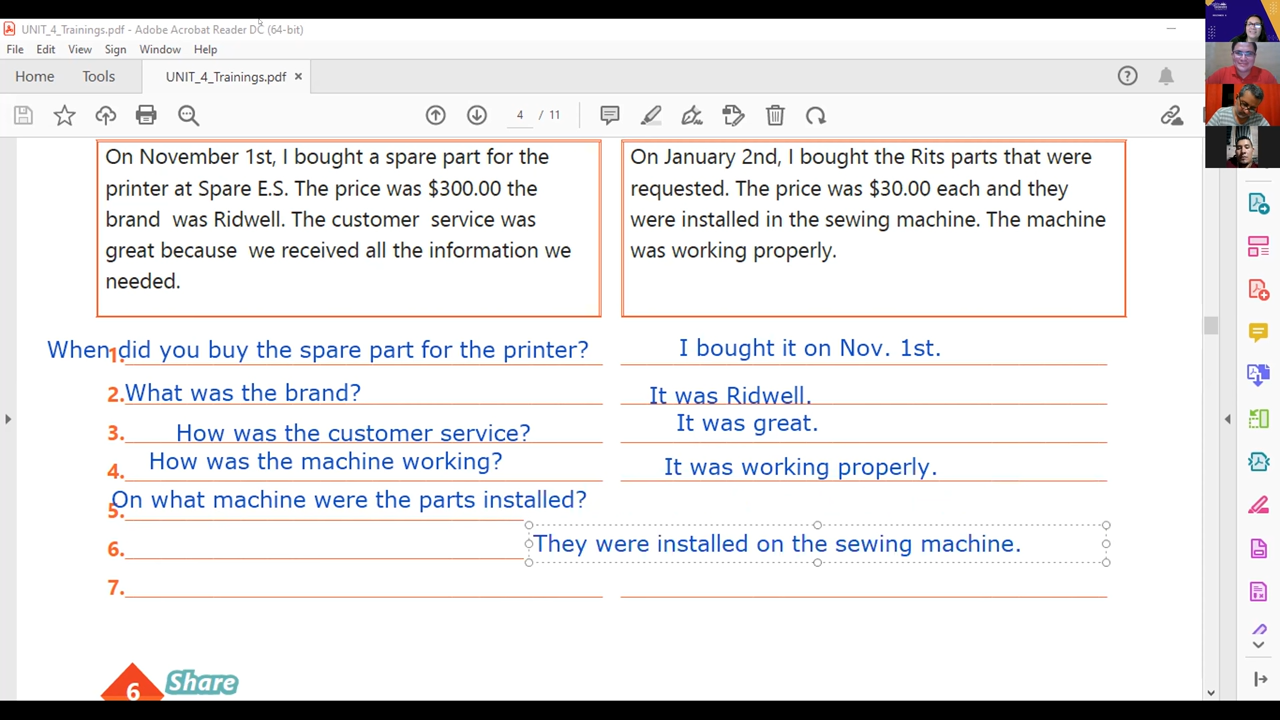 UNIT_4_Trainings.pdf - Adobe Acrobat Reader DC (64-bit)
File Edit View Sign Window Help
Home Tools UNIT_4_Trainings.pdf ×
4 / 11
On November 1st, I bought a spare part for the
printer at Spare E.S. The price was $300.00 the
brand was Ridwell. The customer service was
great because we received all the information we
needed.
On January 2nd, I bought the Rits parts that were
requested. The price was $30.00 each and they
were installed in the sewing machine. The machine
was working properly.
1. When did you buy the spare part for the printer? I bought it on Nov. 1st.
2. What was the brand? It was Ridwell.
3. How was the customer service? It was great.
4. How was the machine working? It was working properly.
5. On what machine were the parts installed?
6. They were installed on the sewing machine.
7.
6 Share